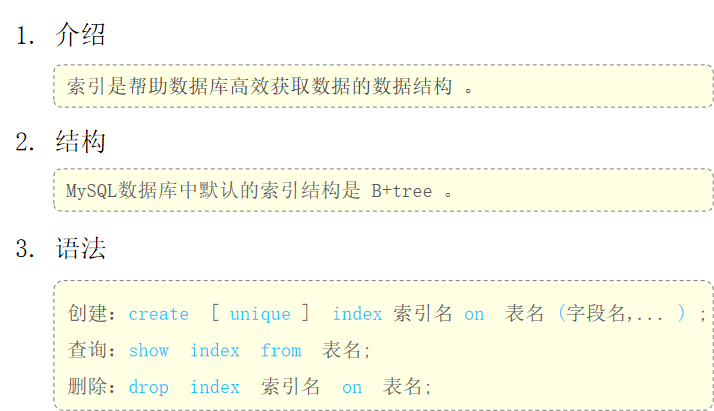 1. 介绍
索引是帮助数据库高效获取数据的数据结构 。
2. 结构
MySQL数据库中默认的索引结构是 B+tree 。
3. 语法
创建：create [ unique ] index 索引名 on 表名 (字段名,... ) ;
查询：show index from 表名;
删除：drop index 索引名 on 表名;